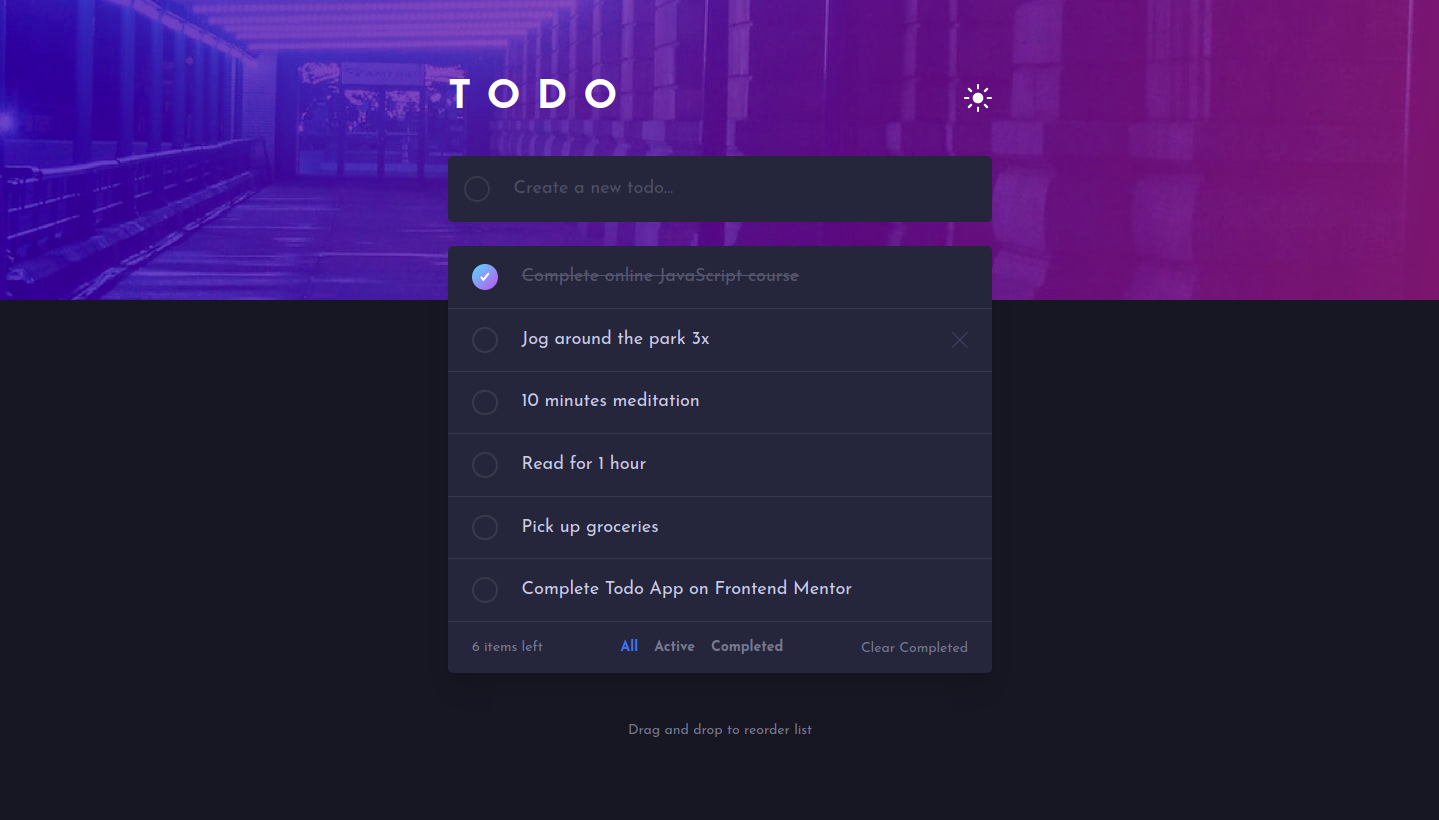 TODO
Create a new todo...
Complete online JavaScript course
Jog around the park 3x
10 minutes meditation
Read for 1 hour
Pick up groceries
Complete Todo App on Frontend Mentor
6 items left All Active Completed Clear Completed
Drag and drop to reorder list